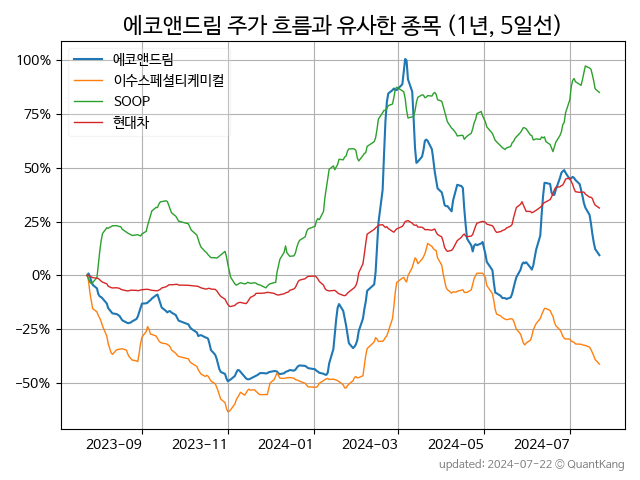 에코앤드림 주가 흐름과 유사한 종목 (1년, 5일선)
에코앤드림
이수스페셜티케미컬
SOOP
현대차
100%
75%
50%
25%
0%
−25%
−50%
2023-09
2023-11
2024-01
2024-03
2024-05
2024-07
updated: 2024-07-22 © QuantKang